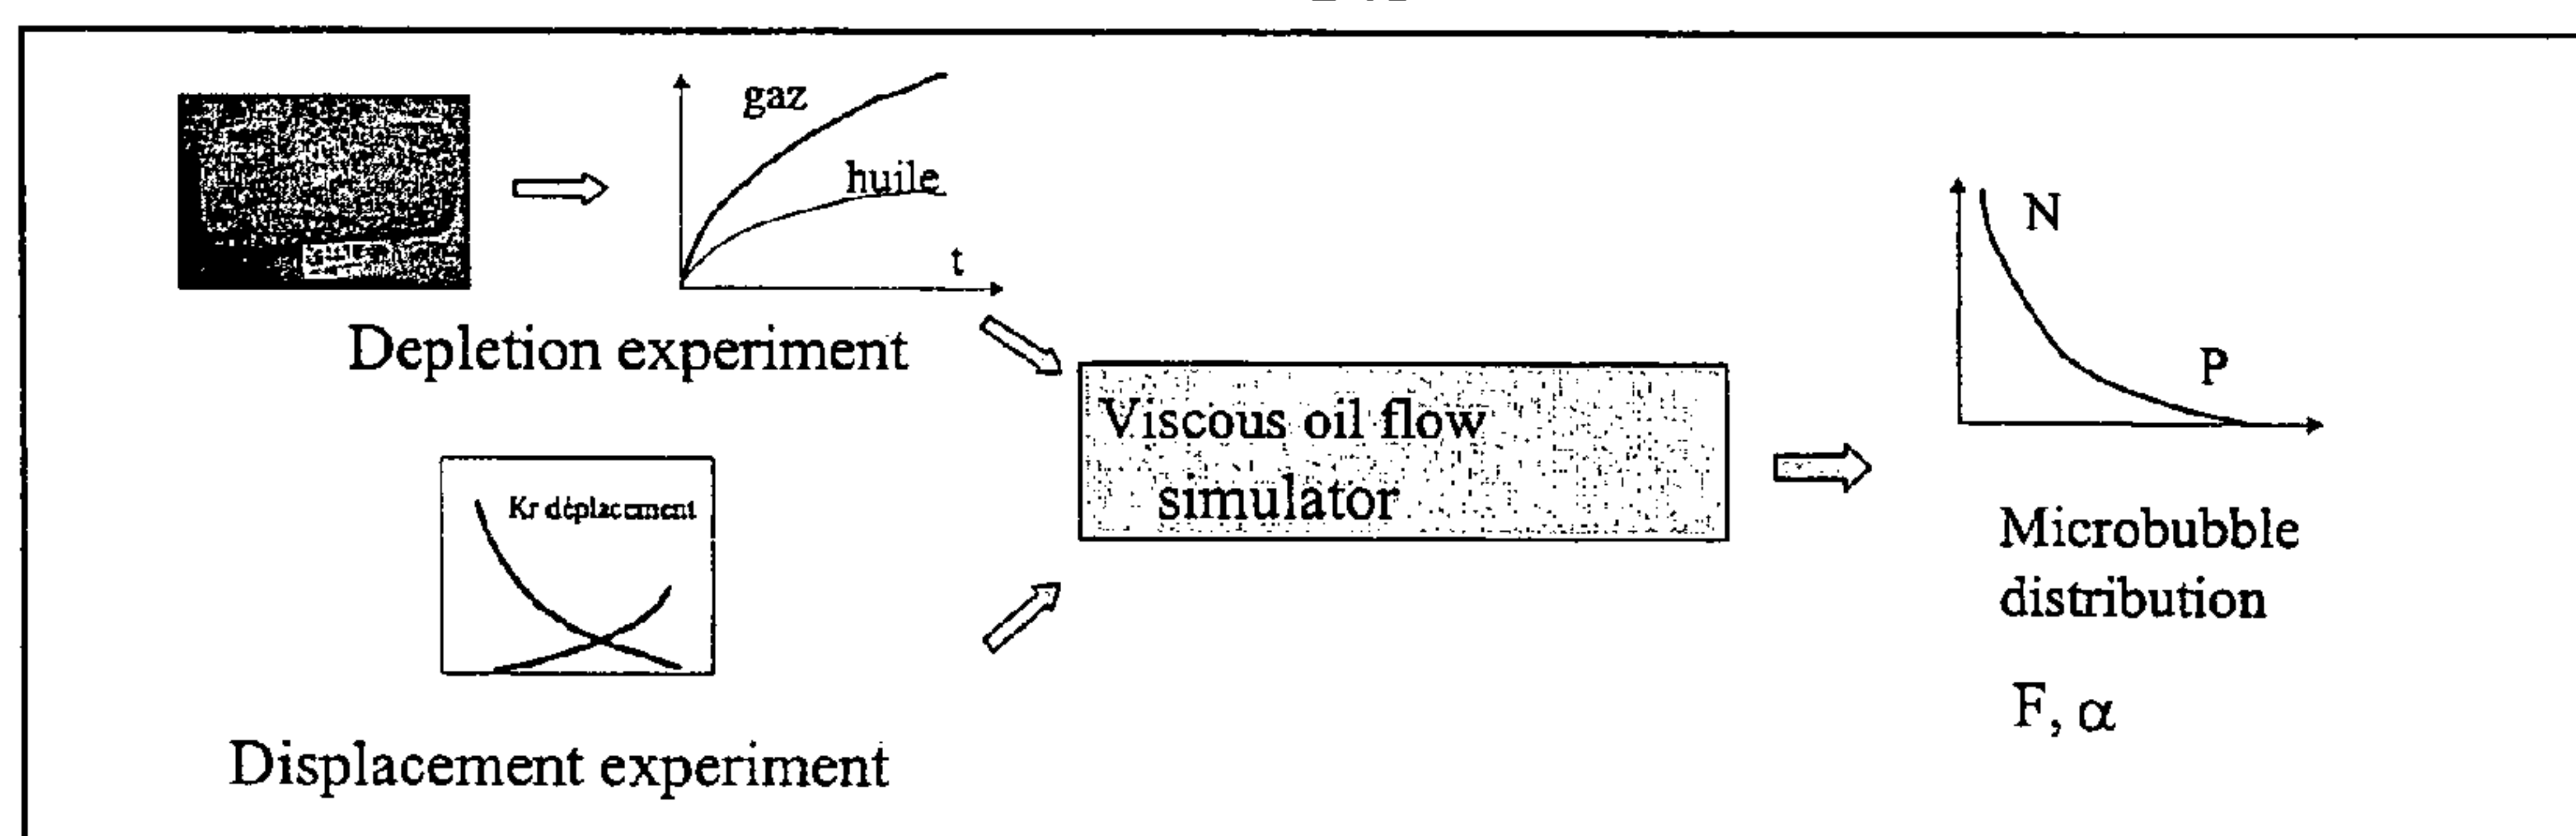 gaz
huile
t
Depletion experiment
Kr déplacement
Displacement experiment
Viscous oil flow
simulator
N
P
Microbubble
distribution
F, α